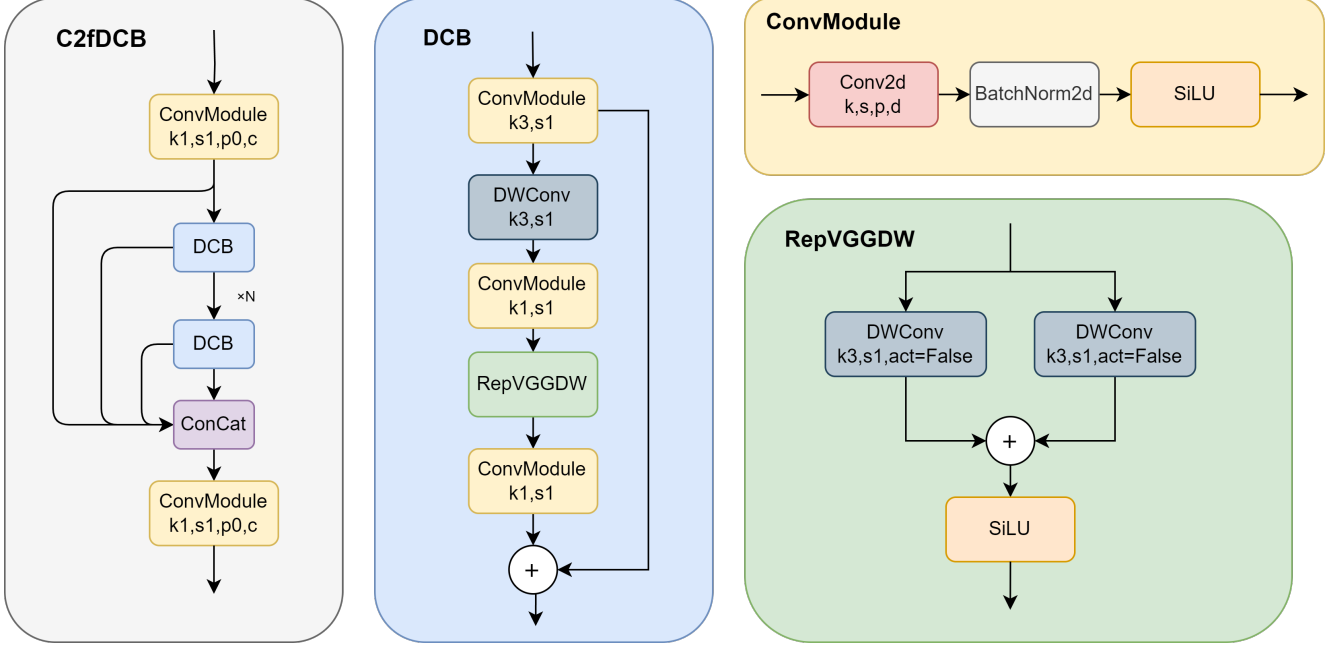 C2fDCB
ConvModule
k1,s1,p0,c
DCB
×N
DCB
ConCat
ConvModule
k1,s1,p0,c
DCB
ConvModule
k3,s1
DWConv
k3,s1
ConvModule
k1,s1
RepVGGDW
ConvModule
k1,s1
+
ConvModule
Conv2d
k,s,p,d
BatchNorm2d
SiLU
RepVGGDW
DWConv
k3,s1,act=False
DWConv
k3,s1,act=False
+
SiLU